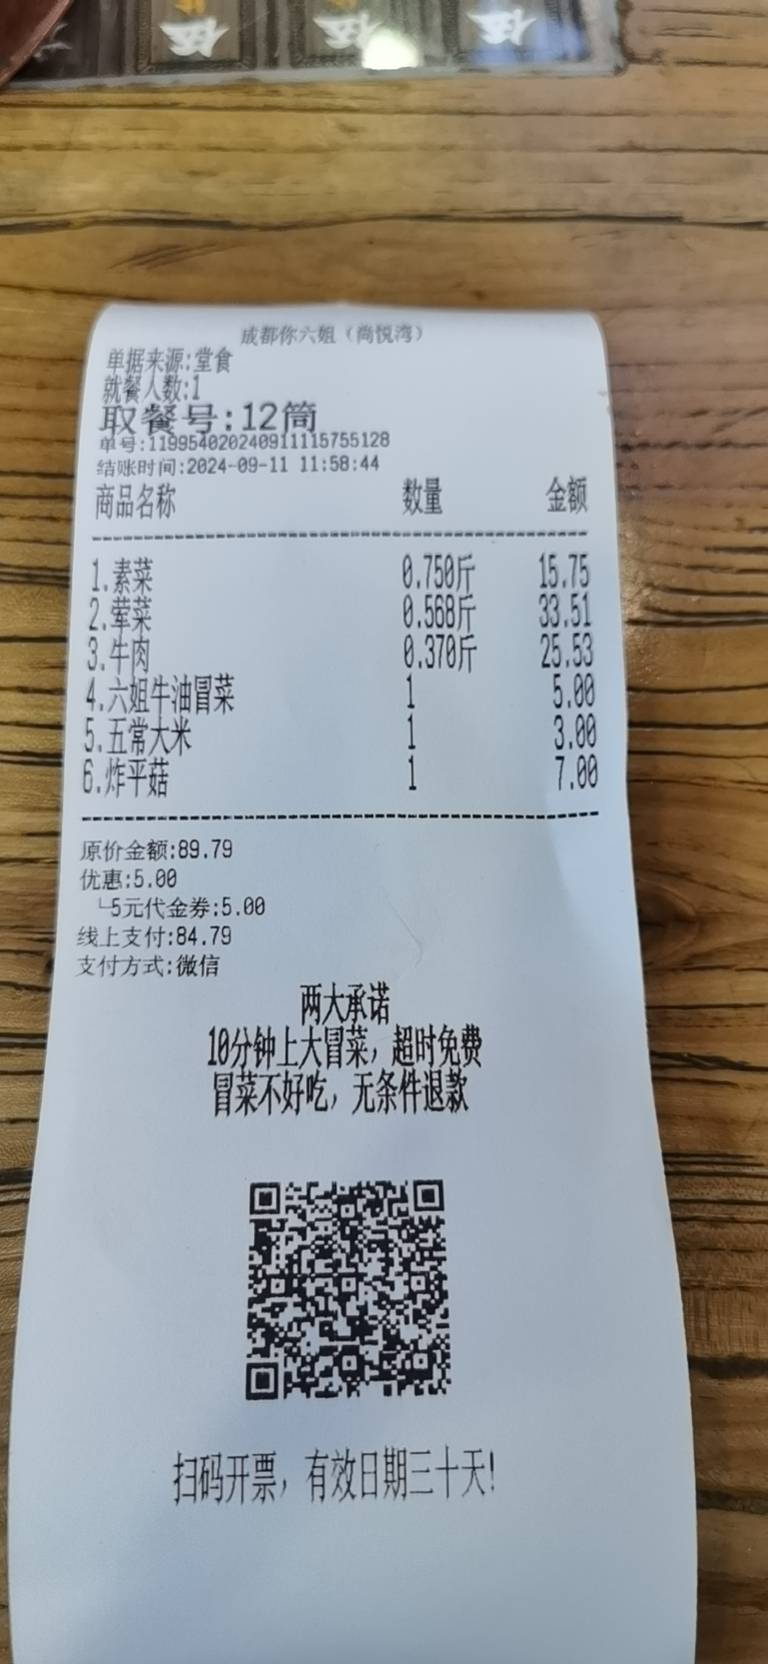 伍
伍
伍
成都你六姐（尚悦湾）
单据来源:堂食
就餐人数:1
取餐号:12筒
单号:119954020240911115755128
结账时间:2024-09-11 11:58:44
商品名称 数量 金额
1.素菜 0.750斤 15.75
2.荤菜 0.568斤 33.51
3.牛肉 0.370斤 25.53
4.六姐牛油冒菜 1 5.00
5.五常大米 1 3.00
6.炸平菇 1 7.00
原价金额:89.79
优惠:5.00
└5元代金券:5.00
线上支付:84.79
支付方式:微信
两大承诺
10分钟上大冒菜，超时免费
冒菜不好吃，无条件退款
扫码开票，有效日期三十天!